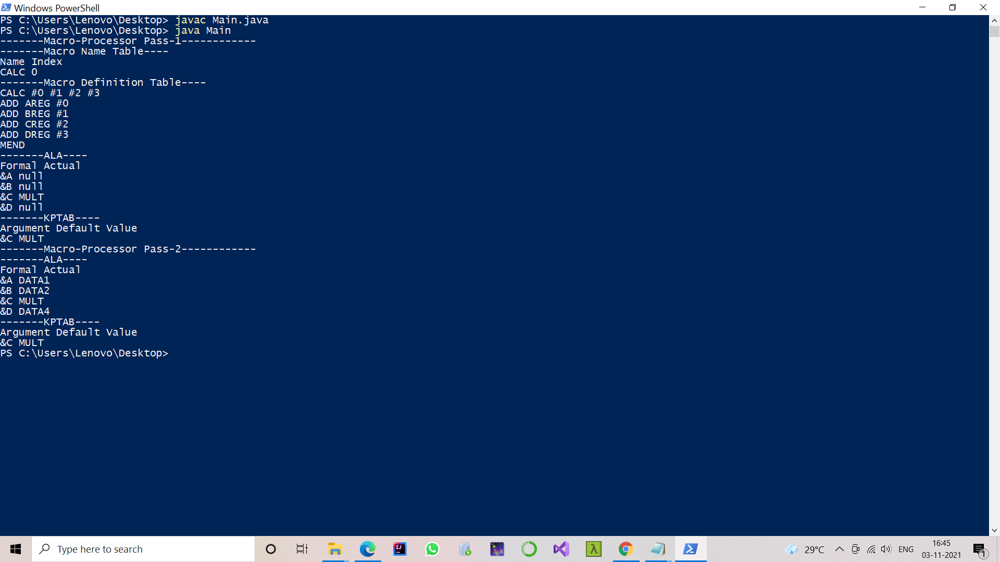 Windows PowerShell
PS C:\Users\Lenovo\Desktop> javac Main.java
PS C:\Users\Lenovo\Desktop> java Main
-------Macro-Processor Pass-1------------
-------Macro Name Table----
Name Index
CALC 0
-------Macro Definition Table----
CALC #0 #1 #2 #3
ADD AREG #0
ADD BREG #1
ADD CREG #2
ADD DREG #3
MEND
-------ALA----
Formal Actual
&A null
&B null
&C MULT
&D null
-------KPTAB----
Argument Default Value
&C MULT
-------Macro-Processor Pass-2------------
-------ALA----
Formal Actual
&A DATA1
&B DATA2
&C MULT
&D DATA4
-------KPTAB----
Argument Default Value
&C MULT
PS C:\Users\Lenovo\Desktop>
Type here to search
IJ
TEX
λ
29°C
ENG
16:45
03-11-2021
1